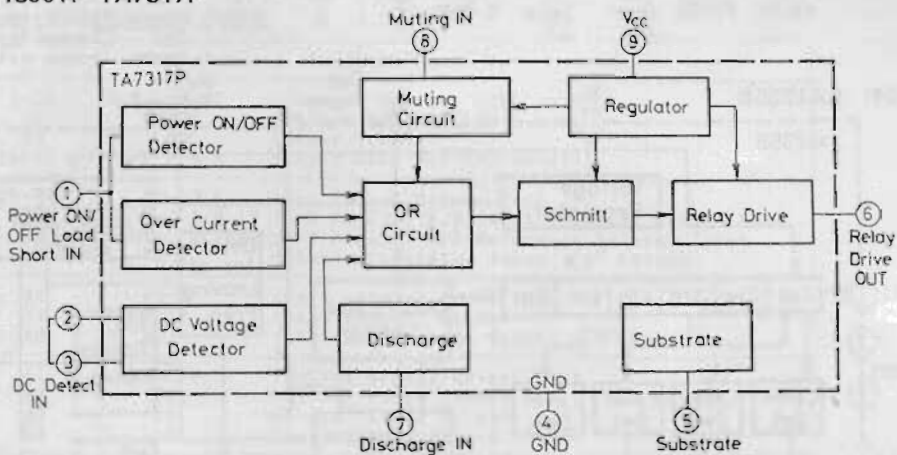 Muting IN
Vcc
8
9
TA7317P
Power ON/OFF
Detector
Muting
Circuit
Regulator
1
Power ON/
OFF Load
Short IN
Over Current
Detector
OR
Circuit
Schmitt
Relay Drive
6
Relay
Drive
OUT
2
3
DC Detect
IN
DC Voltage
Detector
Discharge
Substrate
GND
7
Discharge IN
4
GND
5
Substrate